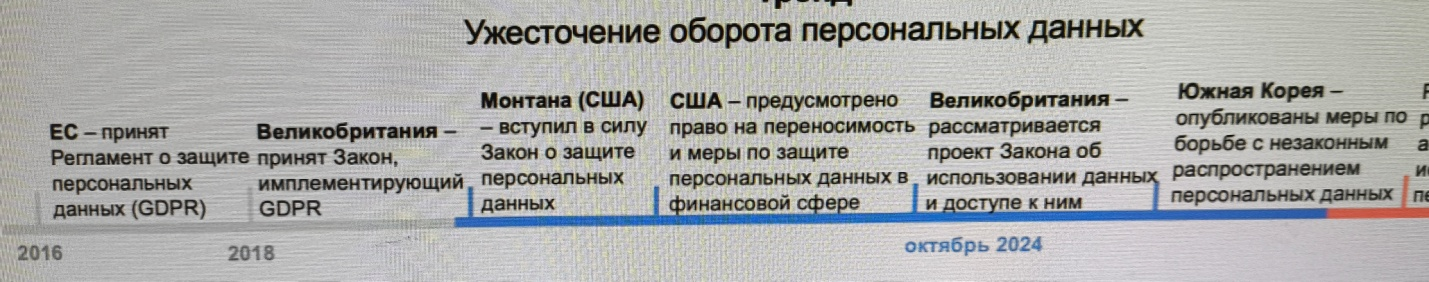 Ужесточение оборота персональных данных
ЕС – принят
Регламент о защите
персональных
данных (GDPR)
Великобритания –
принят Закон,
имплементирующий
GDPR
Монтана (США)
– вступил в силу
Закон о защите
персональных
данных
США – предусмотрено
право на переносимость
и меры по защите
персональных данных в
финансовой сфере
Великобритания –
рассматривается
проект Закона об
использовании данных
и доступе к ним
Южная Корея –
опубликованы меры по
борьбе с незаконным
распространением
персональных данных
2016
2018
октябрь 2024